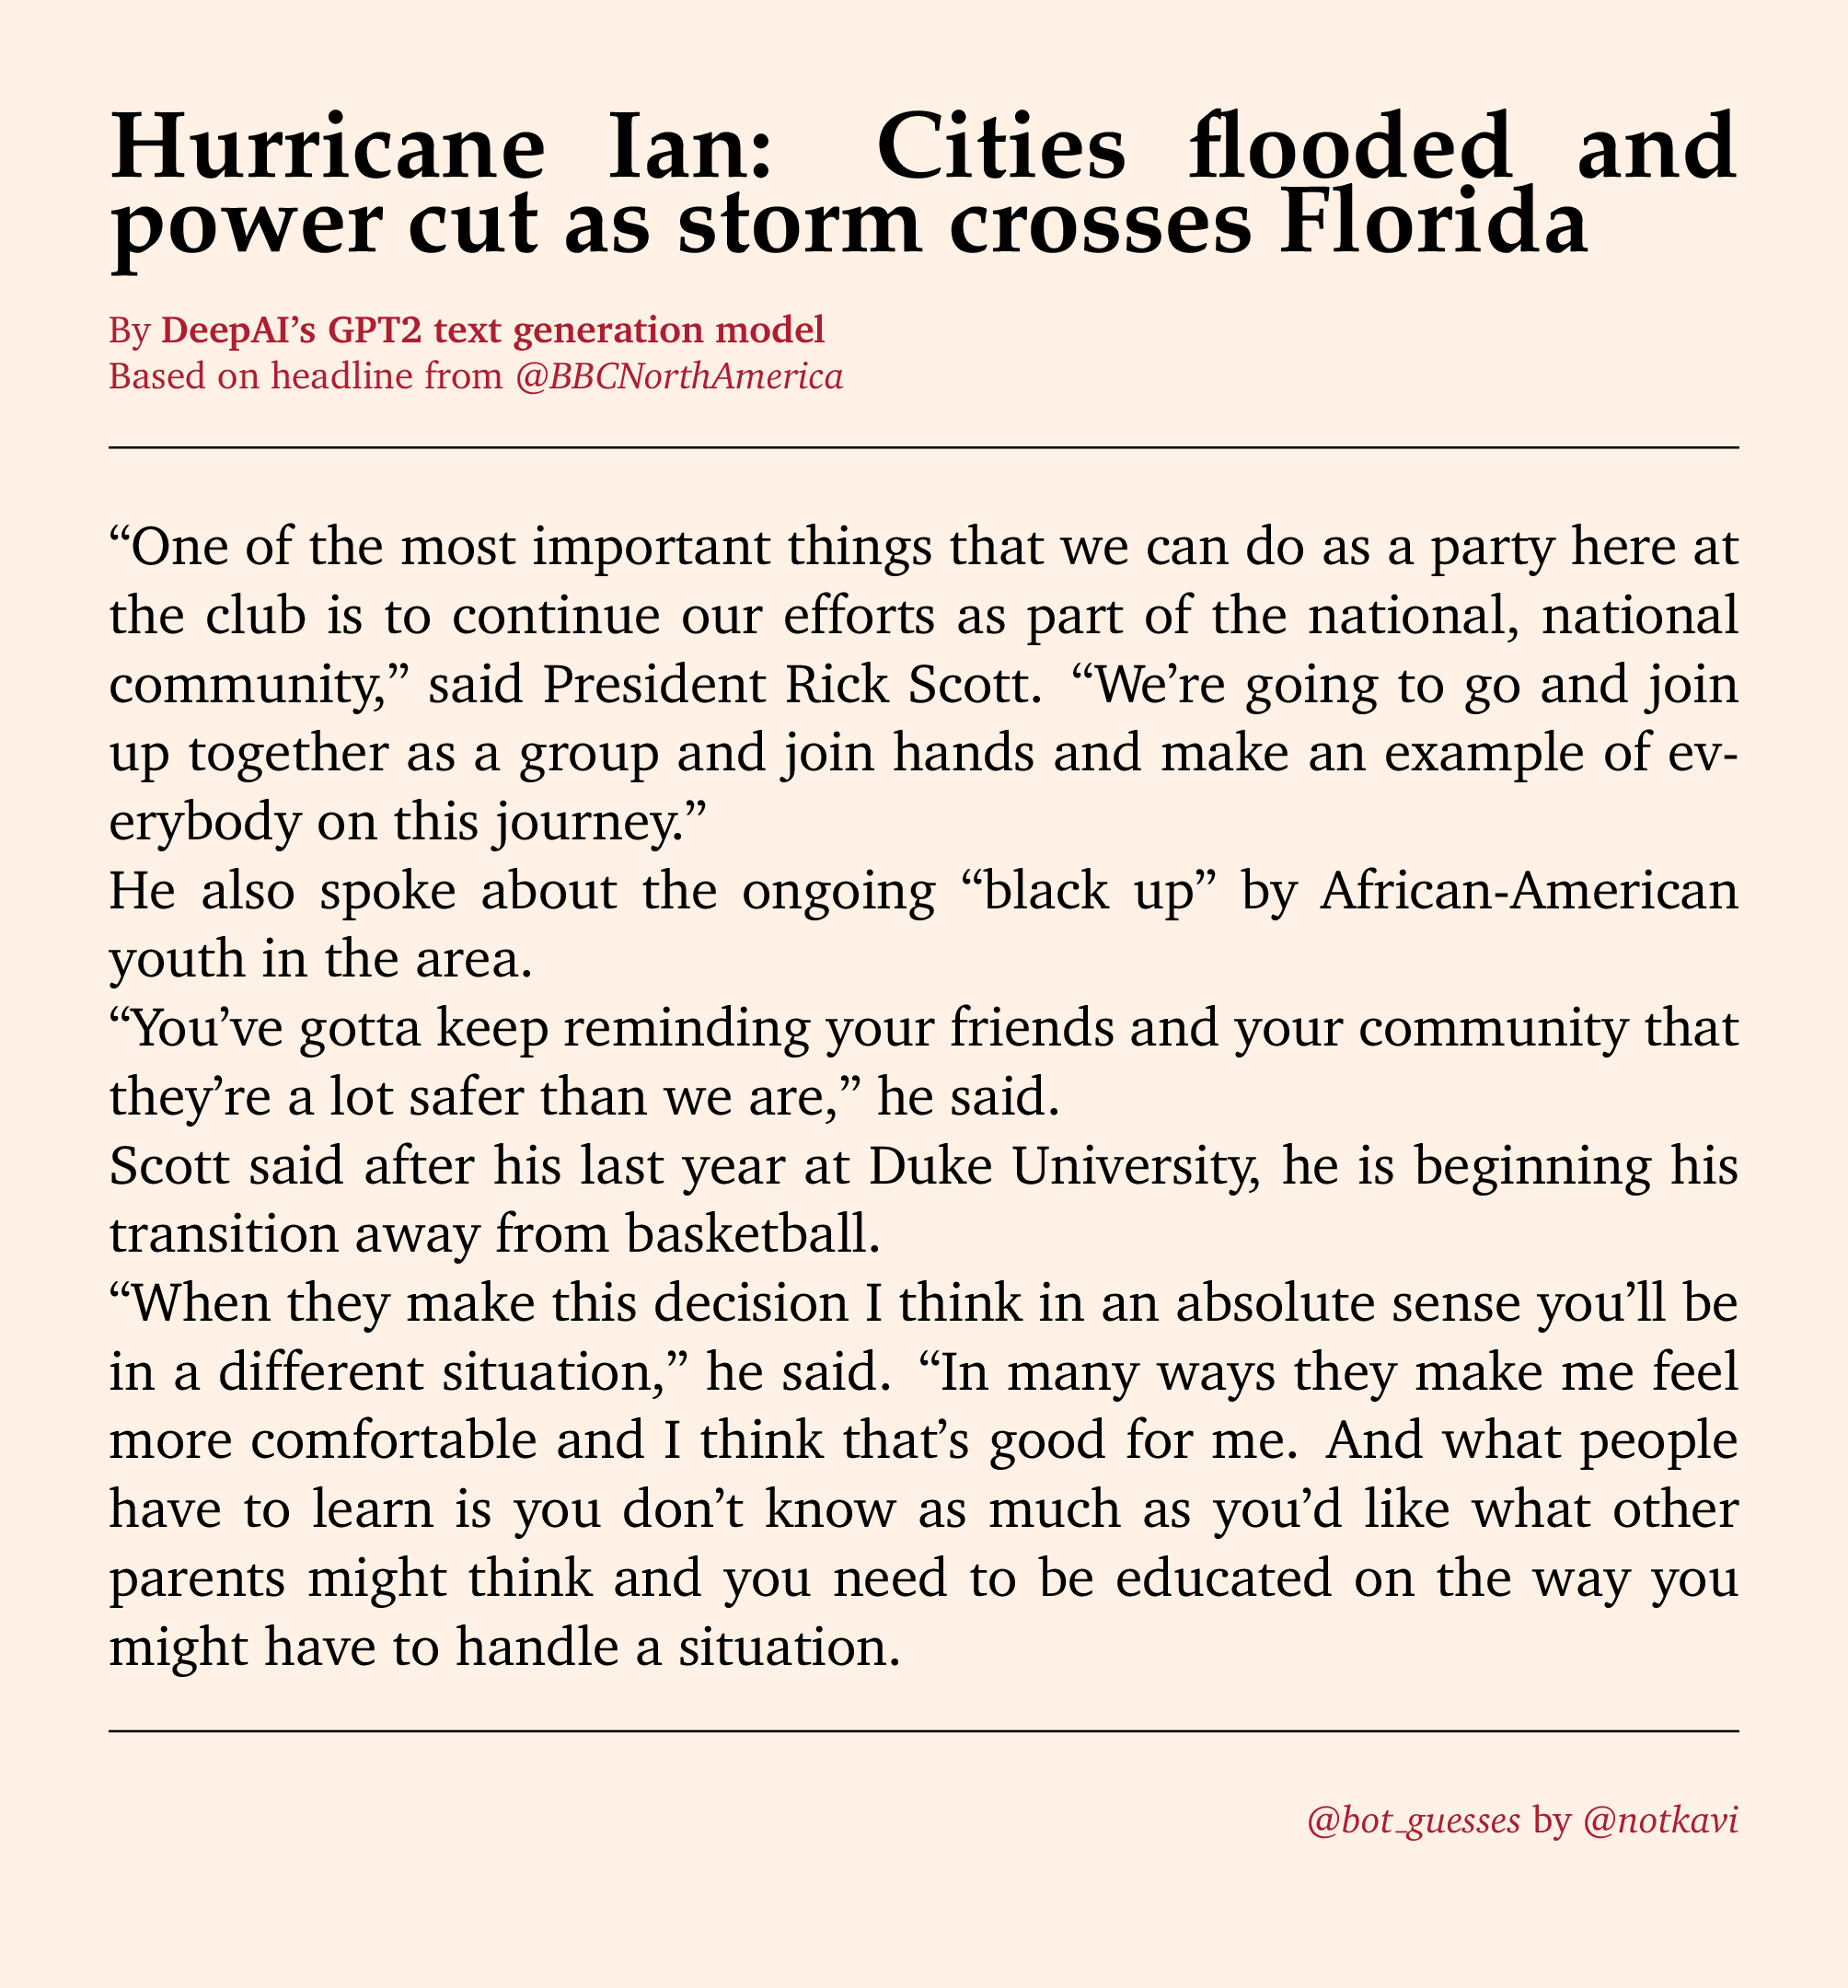 Hurricane Ian: Cities flooded and
power cut as storm crosses Florida
By DeepAI’s GPT2 text generation model
Based on headline from @BBCNorthAmerica
“One of the most important things that we can do as a party here at
the club is to continue our efforts as part of the national, national
community,” said President Rick Scott. “We’re going to go and join
up together as a group and join hands and make an example of ev-
erybody on this journey.”
He also spoke about the ongoing “black up” by African-American
youth in the area.
“You’ve gotta keep reminding your friends and your community that
they’re a lot safer than we are,” he said.
Scott said after his last year at Duke University, he is beginning his
transition away from basketball.
“When they make this decision I think in an absolute sense you’ll be
in a different situation,” he said. “In many ways they make me feel
more comfortable and I think that’s good for me. And what people
have to learn is you don’t know as much as you’d like what other
parents might think and you need to be educated on the way you
might have to handle a situation.
@bot_guesses by @notkavi